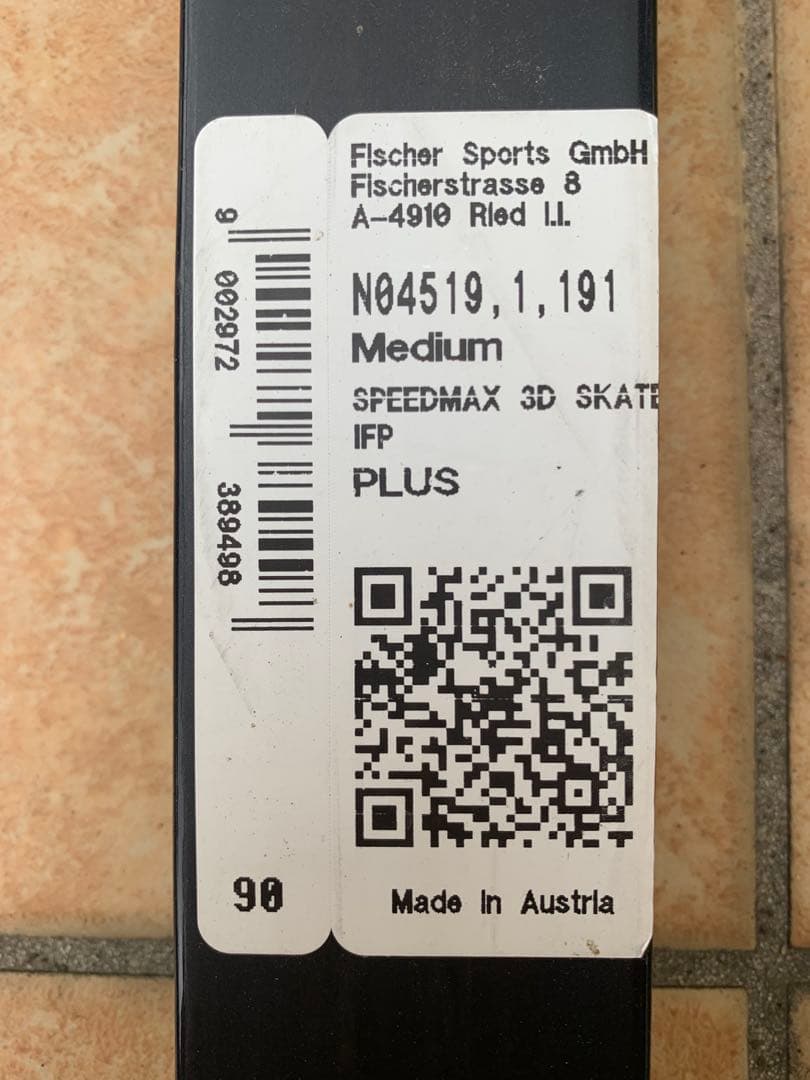 Fischer Sports GmbH
Fischerstrasse 8
A-4910 Ried I.I.
N04519,1,191
Medium
SPEEDMAX 3D SKATE
IFP
PLUS
Made in Austria
9 002972 389498
90